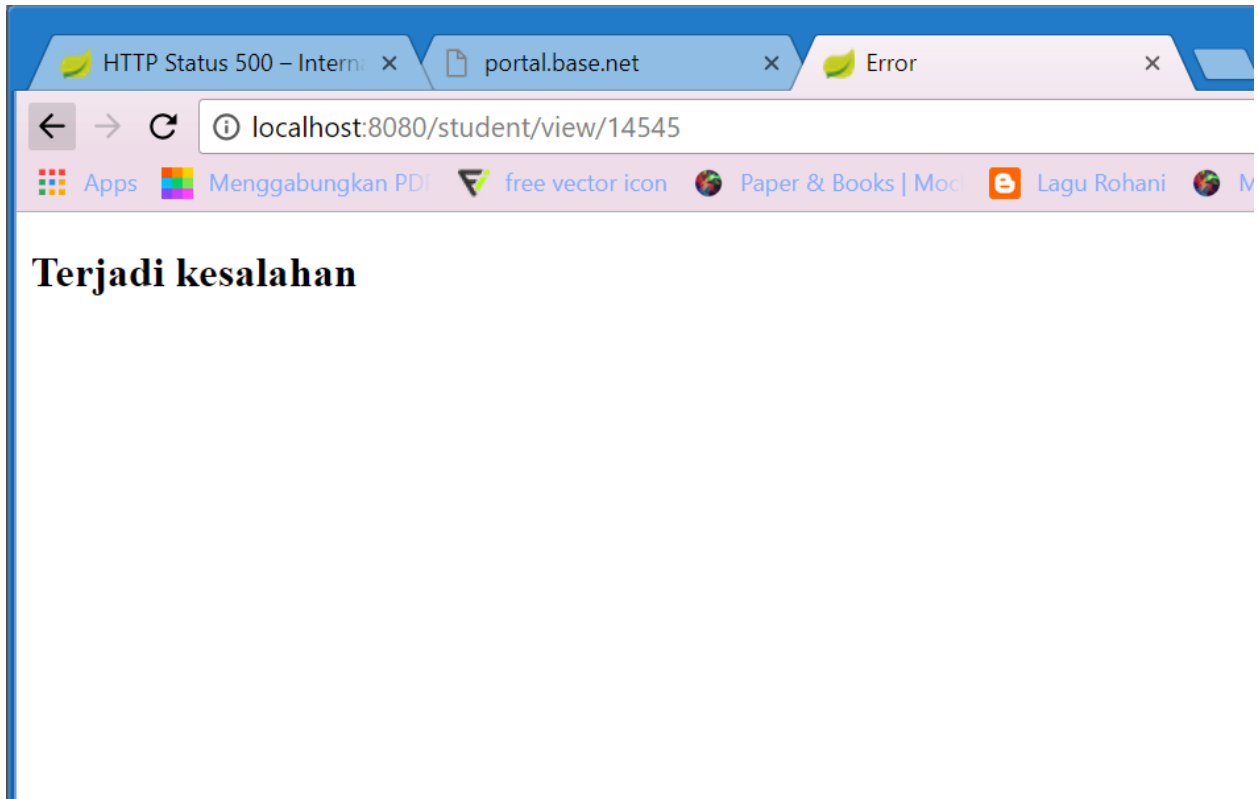 HTTP Status 500 – Intern
portal.base.net
Error
localhost:8080/student/view/14545
Apps
Menggabungkan PD
free vector icon
Paper & Books | Moc
Lagu Rohani
M
Terjadi kesalahan